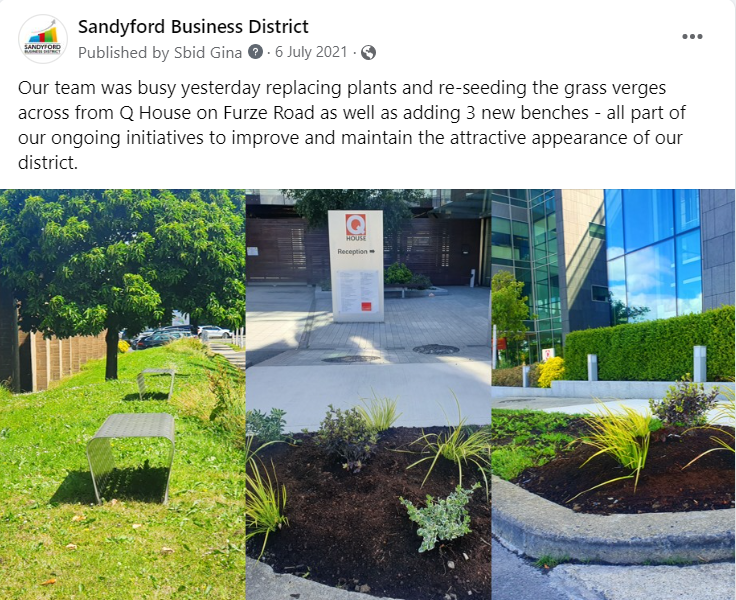 Sandyford Business District
Published by Sbid Gina · 6 July 2021 ·
Our team was busy yesterday replacing plants and re-seeding the grass verges
across from Q House on Furze Road as well as adding 3 new benches - all part of
our ongoing initiatives to improve and maintain the attractive appearance of our
district.
SANDYFORD
BUSINESS DISTRICT
Q
HOUSE
Reception